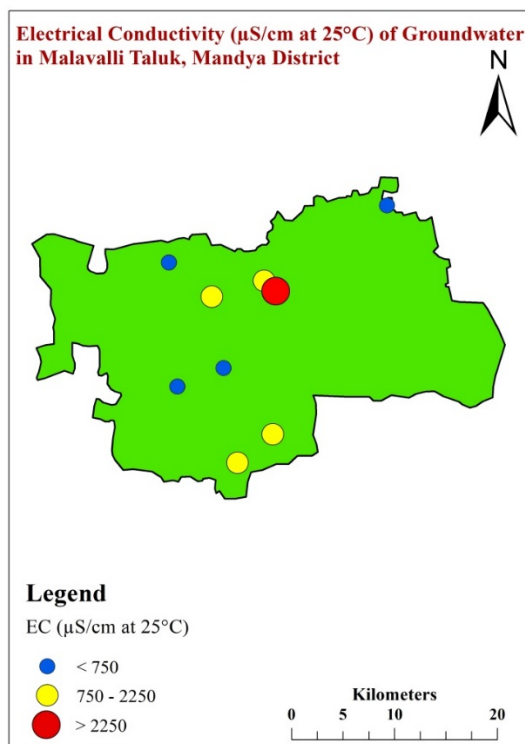 Electrical Conductivity (µS/cm at 25°C) of Groundwater
in Malavalli Taluk, Mandya District
N
Legend
EC (µS/cm at 25°C)
< 750
750 - 2250
> 2250
Kilometers
0 5 10 20